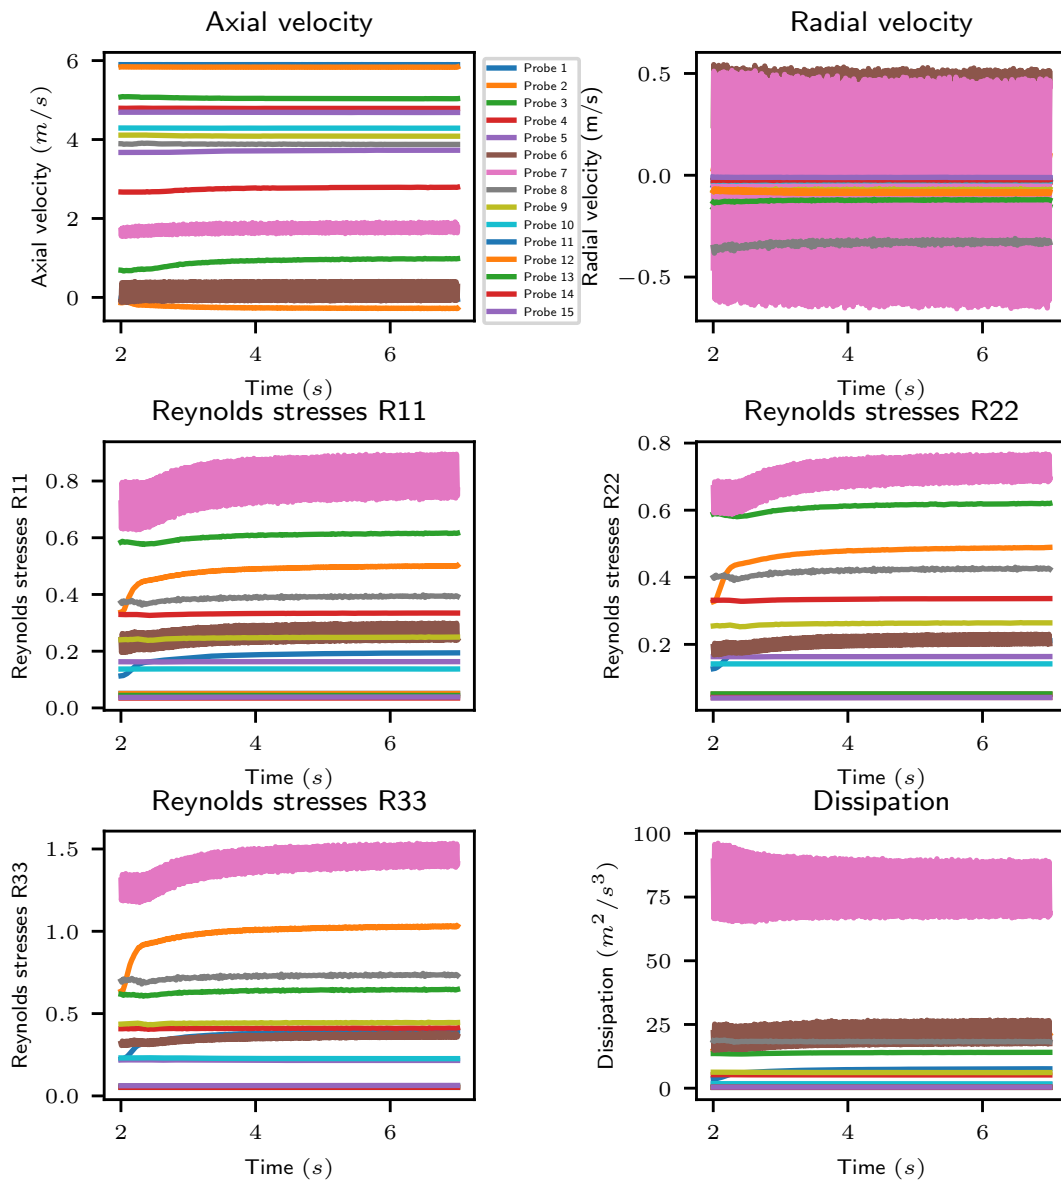 Axial velocity
Axial velocity (m/s)
6
4
2
0
2
4
6
Time (s)
Probe 1
Probe 2
Probe 3
Probe 4
Probe 5
Probe 6
Probe 7
Probe 8
Probe 9
Probe 10
Probe 11
Probe 12
Probe 13
Probe 14
Probe 15
Radial velocity
Radial velocity (m/s)
0.5
0.0
−0.5
2
4
6
Time (s)
Reynolds stresses R11
Reynolds stresses R11
0.8
0.6
0.4
0.2
0.0
2
4
6
Time (s)
Reynolds stresses R22
Reynolds stresses R22
0.8
0.6
0.4
0.2
2
4
6
Time (s)
Reynolds stresses R33
Reynolds stresses R33
1.5
1.0
0.5
0.0
2
4
6
Time (s)
Dissipation
Dissipation (m²/s³)
100
75
50
25
0
2
4
6
Time (s)